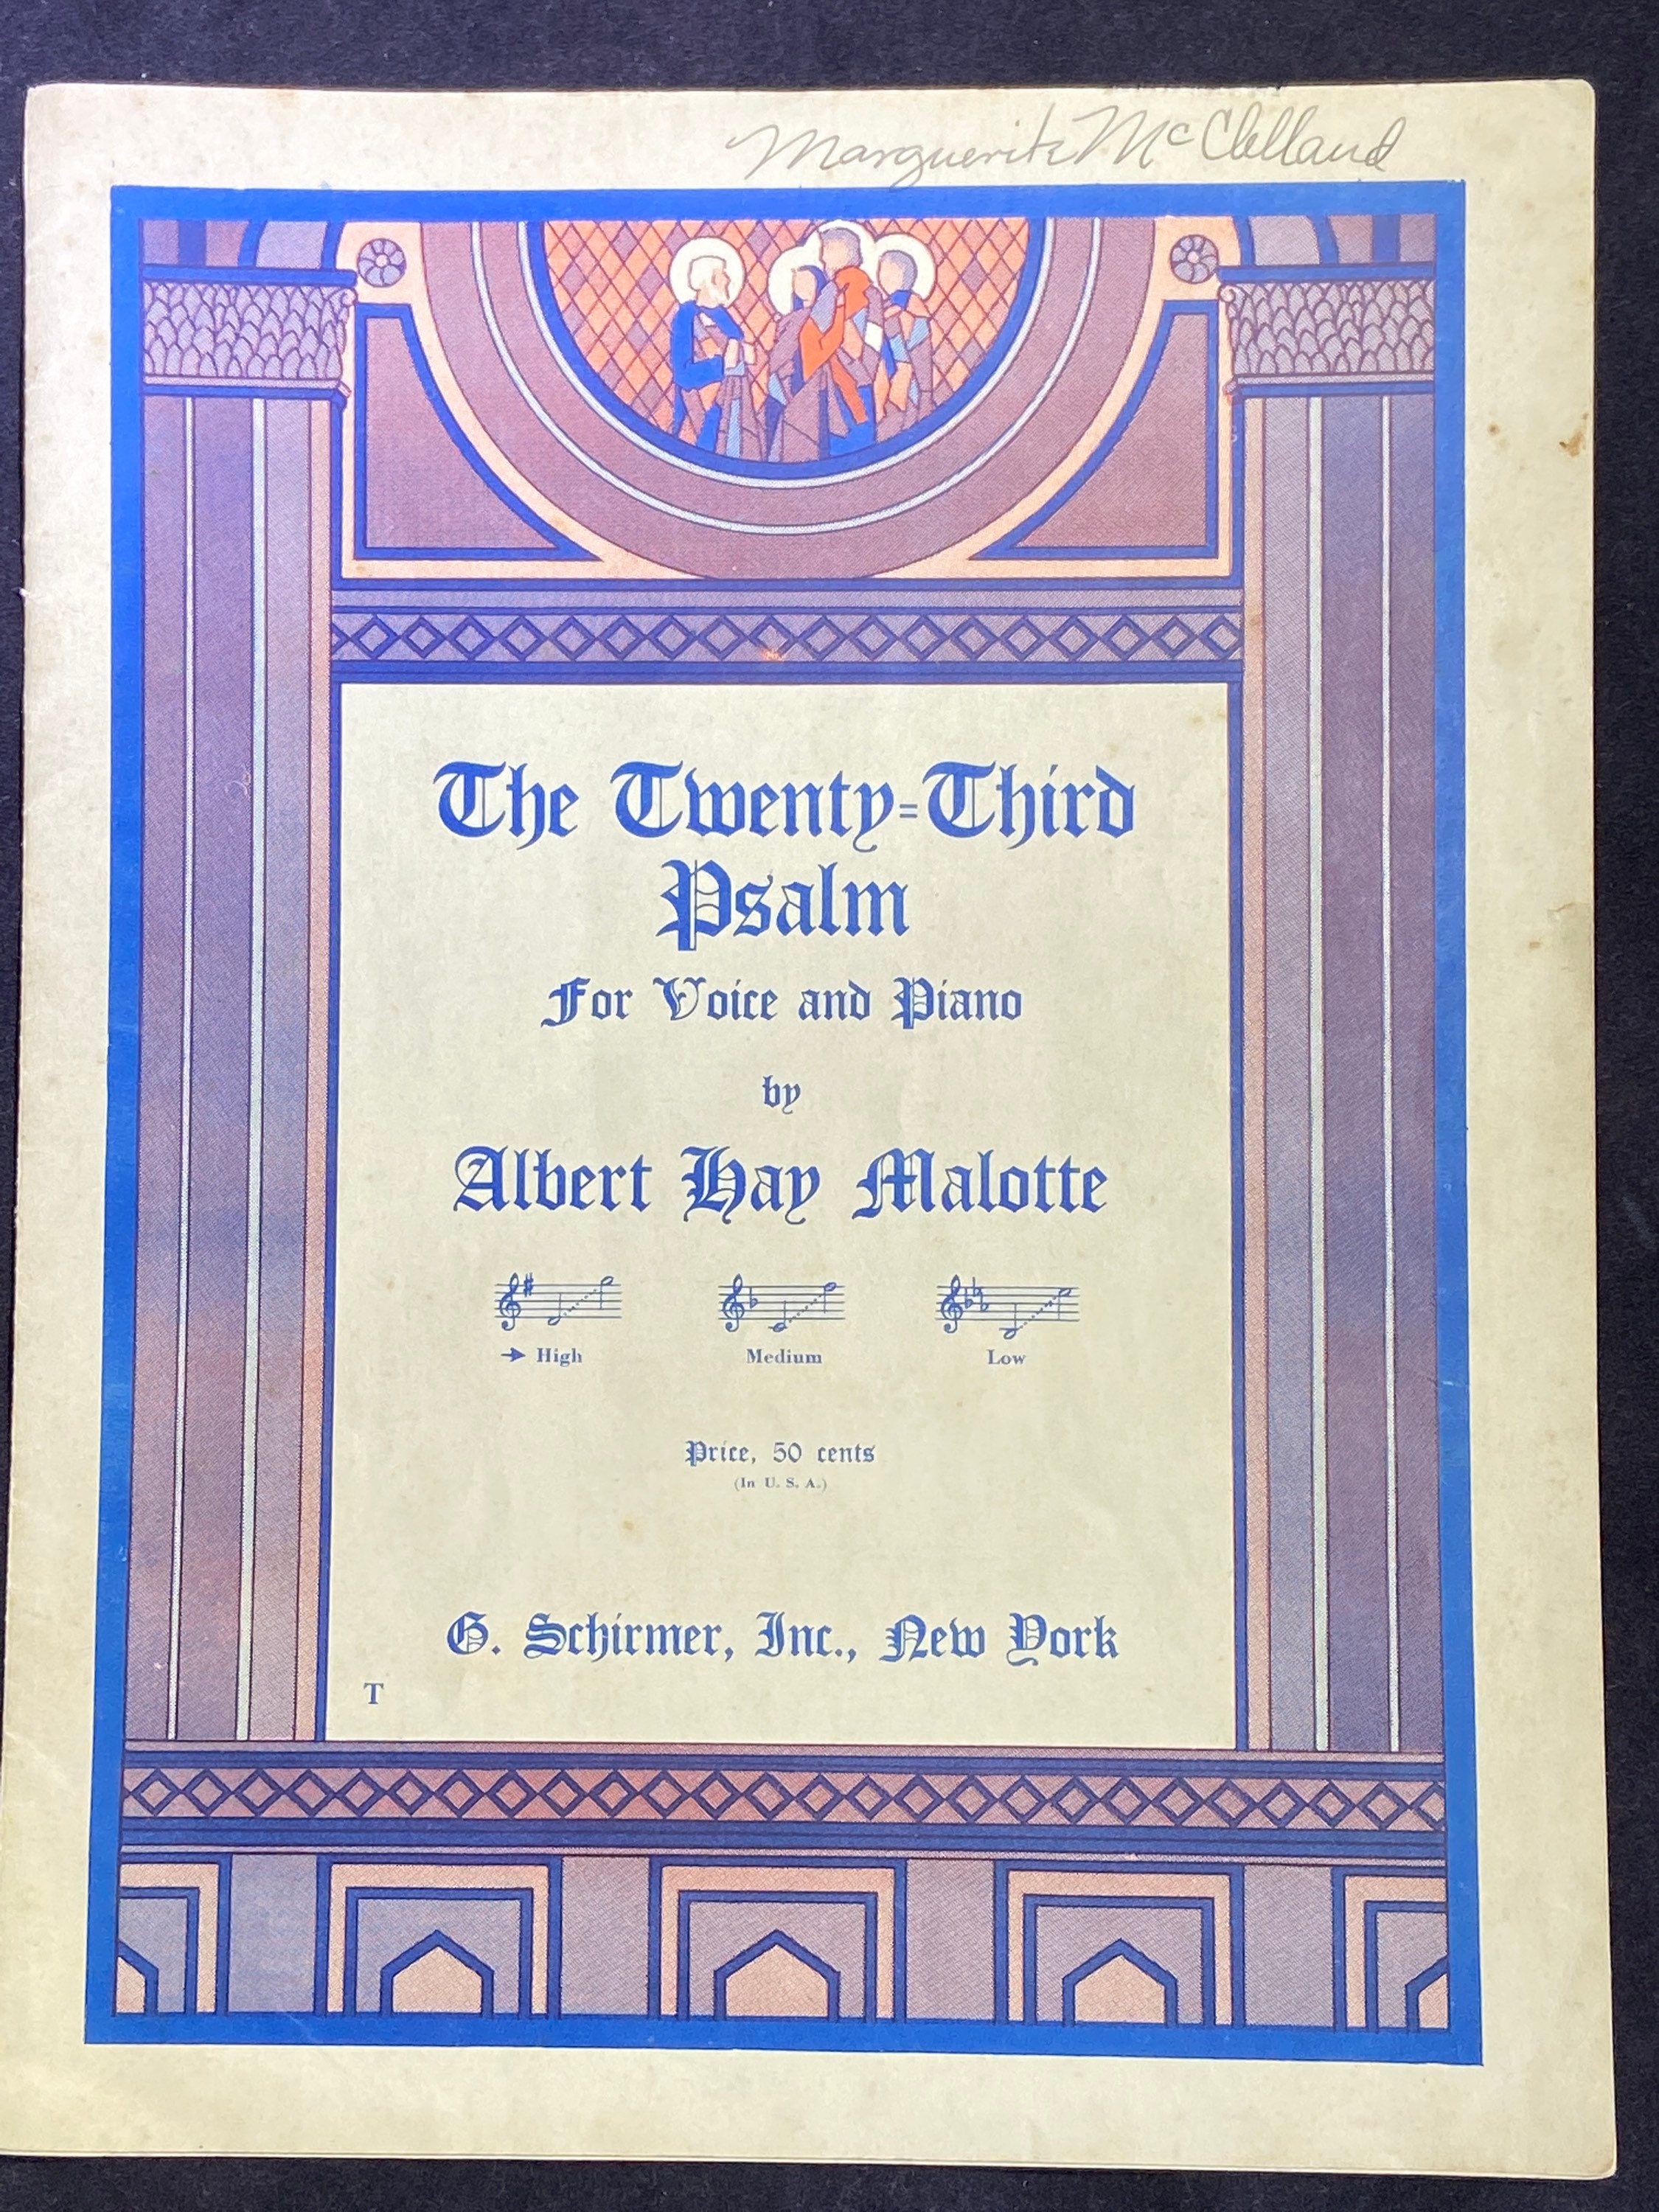 Marguerite McClelland
The Twenty=Third
Psalm
For Voice and Piano
by
Albert Hay Malotte
→ High Medium Low
Price, 50 cents
(In U. S. A.)
G. Schirmer, Inc., New York
T